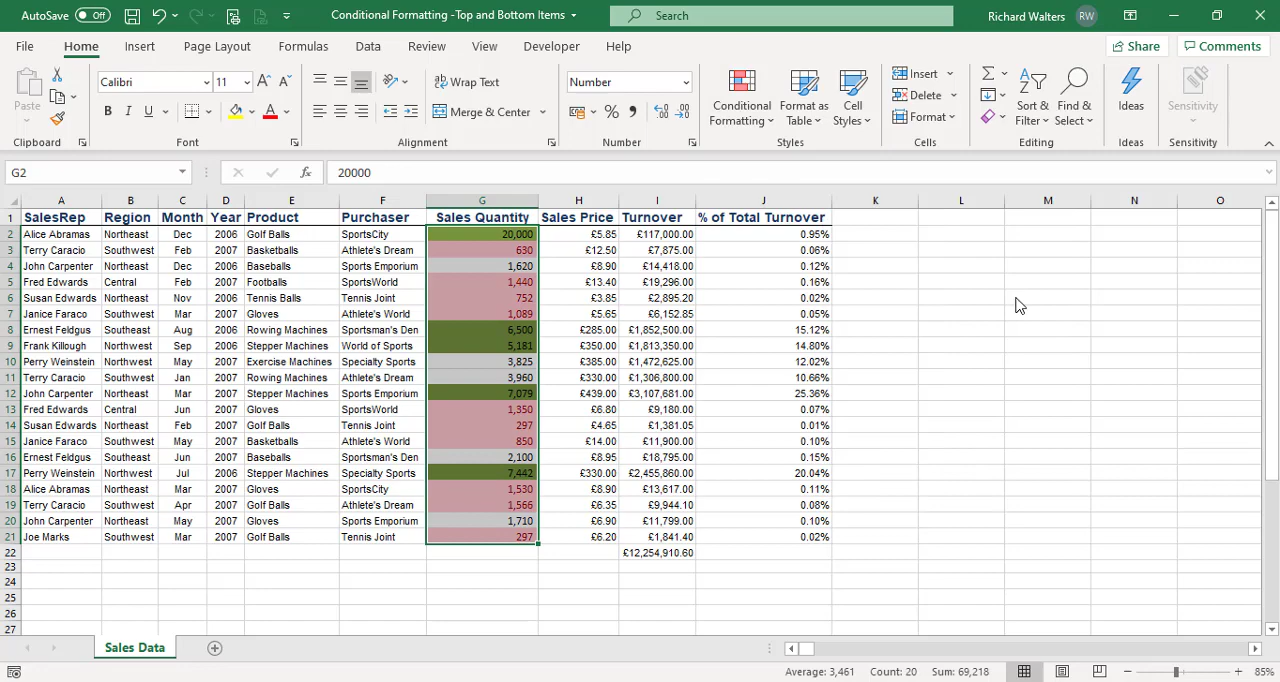 AutoSave Off Conditional Formatting -Top and Bottom Items Search Richard Walters RW
File Home Insert Page Layout Formulas Data Review View Developer Help Share Comments
Paste Calibri 11 Wrap Text Number Conditional Formatting Format as Table Cell Styles Insert Sort & Filter Find & Select Ideas Sensitivity
B I U A Merge & Center % Delete
Format
Clipboard Font Alignment Number Styles Cells Editing Ideas Sensitivity
G2 fx 20000
A B C D E F G H I J K L M N O
1 SalesRep Region Month Year Product Purchaser Sales Quantity Sales Price Turnover % of Total Turnover
2 Alice Abramas Northeast Dec 2006 Golf Balls SportsCity 20,000 £5.85 £117,000.00 0.95%
3 Terry Caracio Southwest Feb 2007 Basketballs Athlete's Dream 630 £12.50 £7,875.00 0.06%
4 John Carpenter Northeast Dec 2006 Baseballs Sports Emporium 1,620 £8.90 £14,418.00 0.12%
5 Fred Edwards Central Feb 2007 Footballs SportsWorld 1,440 £13.40 £19,296.00 0.16%
6 Susan Edwards Northeast Nov 2006 Tennis Balls Tennis Joint 752 £3.85 £2,895.20 0.02%
7 Janice Faraco Southwest Mar 2007 Gloves Athlete's World 1,089 £5.65 £6,152.85 0.05%
8 Ernest Feldgus Southeast Aug 2006 Rowing Machines Sportsman's Den 6,500 £285.00 £1,852,500.00 15.12%
9 Frank Killough Northwest Sep 2006 Stepper Machines World of Sports 5,181 £350.00 £1,813,350.00 14.80%
10 Perry Weinstein Northwest May 2007 Exercise Machines Specialty Sports 3,825 £385.00 £1,472,625.00 12.02%
11 Terry Caracio Southwest Jan 2007 Rowing Machines Athlete's Dream 3,960 £330.00 £1,306,800.00 10.66%
12 John Carpenter Northeast Mar 2007 Stepper Machines Sports Emporium 7,079 £439.00 £3,107,681.00 25.36%
13 Fred Edwards Central Jun 2007 Gloves SportsWorld 1,350 £6.80 £9,180.00 0.07%
14 Susan Edwards Northeast Feb 2007 Golf Balls Tennis Joint 297 £4.65 £1,381.05 0.01%
15 Janice Faraco Southwest May 2007 Basketballs Athlete's World 850 £14.00 £11,900.00 0.10%
16 Ernest Feldgus Southeast Jun 2007 Baseballs Sportsman's Den 2,100 £8.95 £18,795.00 0.15%
17 Perry Weinstein Northwest Jul 2006 Stepper Machines Specialty Sports 7,442 £330.00 £2,455,860.00 20.04%
18 Alice Abramas Northeast Mar 2007 Gloves SportsCity 1,530 £8.90 £13,617.00 0.11%
19 Terry Caracio Southwest Apr 2007 Golf Balls Athlete's Dream 1,566 £6.35 £9,944.10 0.08%
20 John Carpenter Northeast May 2007 Gloves Sports Emporium 1,710 £6.90 £11,799.00 0.10%
21 Joe Marks Southwest Mar 2007 Golf Balls Tennis Joint 297 £6.20 £1,841.40 0.02%
22 £12,254,910.60
23
24
25
26
27
Sales Data
Average: 3,461 Count: 20 Sum: 69,218 85%